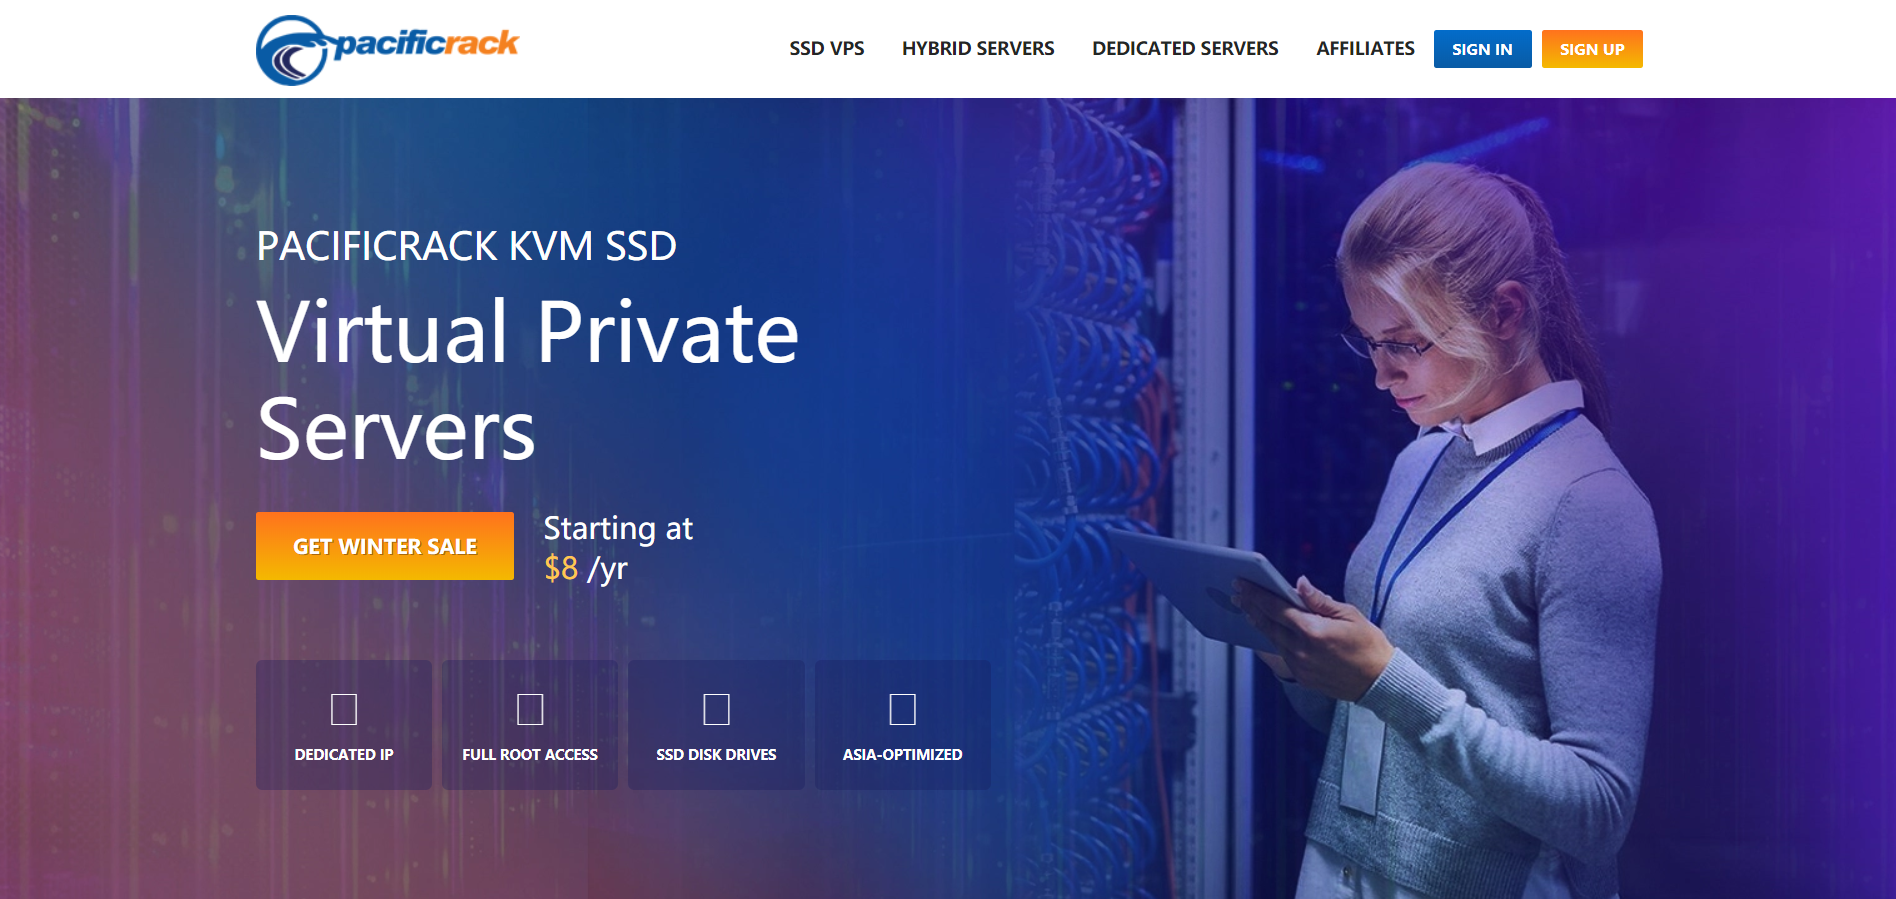 pacificrack
SSD VPS
HYBRID SERVERS
DEDICATED SERVERS
AFFILIATES
SIGN IN
SIGN UP
PACIFICRACK KVM SSD
Virtual Private
Servers
GET WINTER SALE
Starting at
$8 /yr
DEDICATED IP
FULL ROOT ACCESS
SSD DISK DRIVES
ASIA-OPTIMIZED